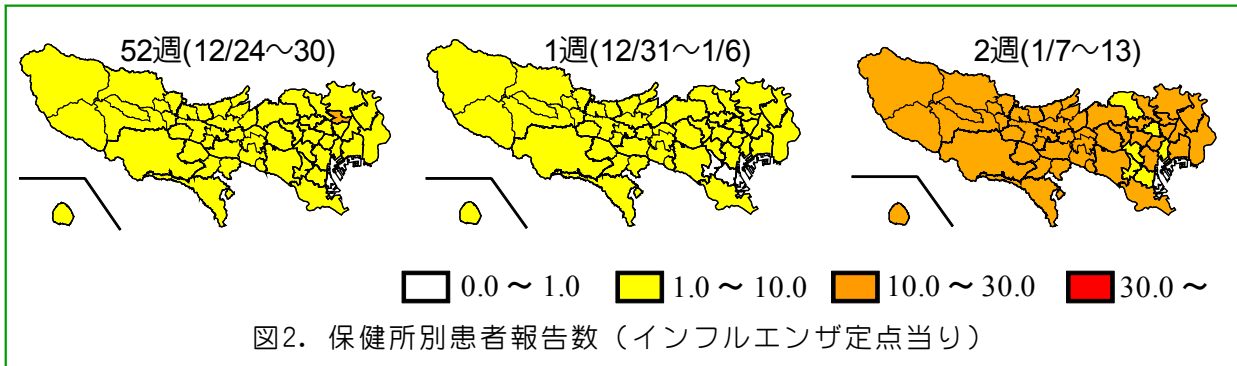 52週(12/24～30)
1週(12/31～1/6)
2週(1/7～13)
0.0 ～ 1.0
1.0 ～ 10.0
10.0 ～ 30.0
30.0 ～
図2．保健所別患者報告数（インフルエンザ定点当り）